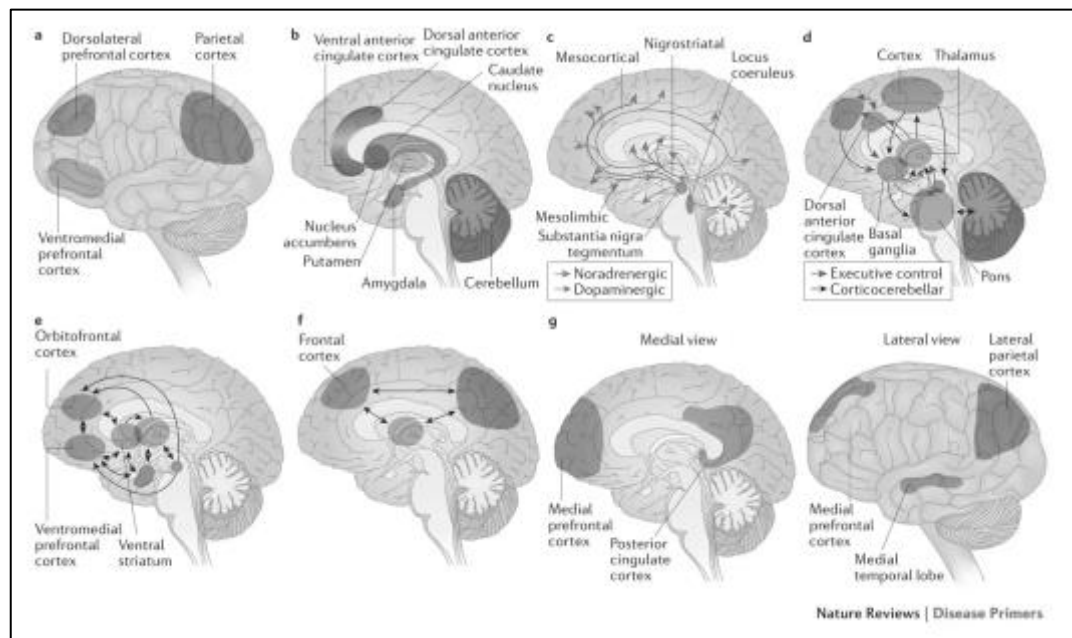 a
Dorsolateral
prefrontal cortex
Parietal
cortex
Ventromedial
prefrontal
cortex
b
Ventral anterior
cingulate cortex
Dorsal anterior
cingulate cortex
Caudate
nucleus
Nucleus
accumbens
Putamen
Amygdala
Cerebellum
c
Mesocortical
Nigrostriatal
Locus
coeruleus
Mesolimbic
Substantia nigra
tegmentum
Noradrenergic
Dopaminergic
d
Cortex
Thalamus
Dorsal
anterior
cingulate
cortex
Basal
ganglia
Pons
Executive control
Corticocerebellar
e
Orbitofrontal
cortex
Ventromedial
prefrontal
cortex
Ventral
striatum
f
Frontal
cortex
g
Medial view
Medial
prefrontal
cortex
Posterior
cingulate
cortex
Lateral view
Lateral
parietal
cortex
Medial
prefrontal
cortex
Medial
temporal lobe
Nature Reviews | Disease Primers